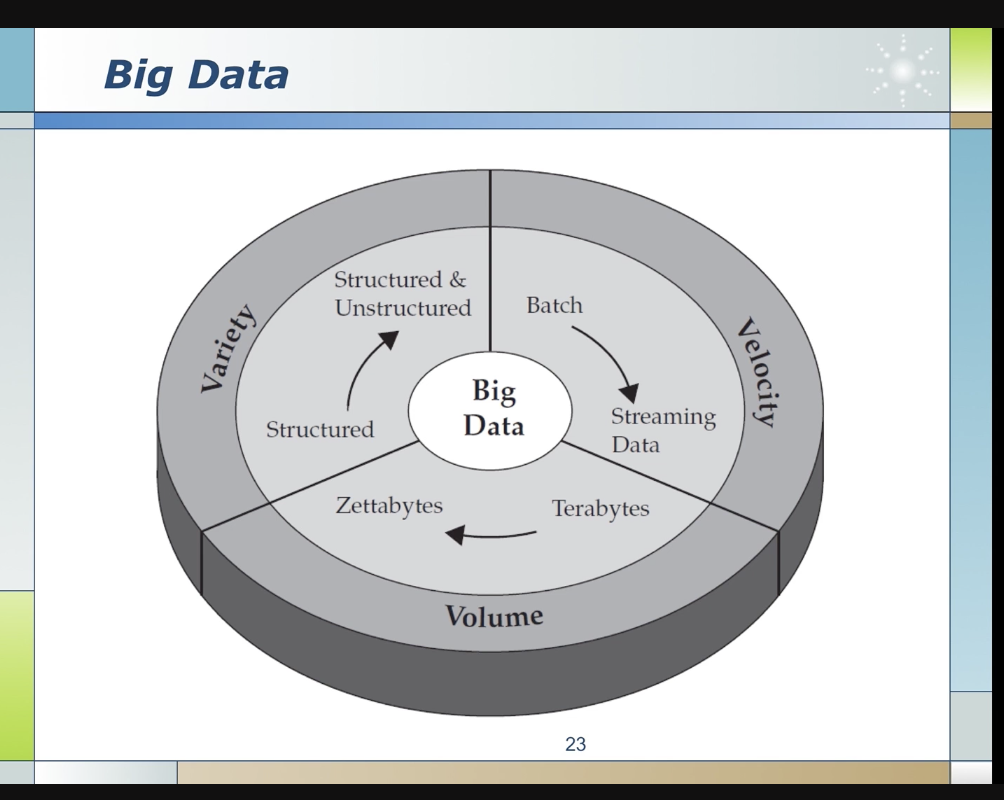 Big Data
Structured &
Unstructured
Batch
Variety
Velocity
Big
Data
Structured
Streaming
Data
Zettabytes
Terabytes
Volume
23